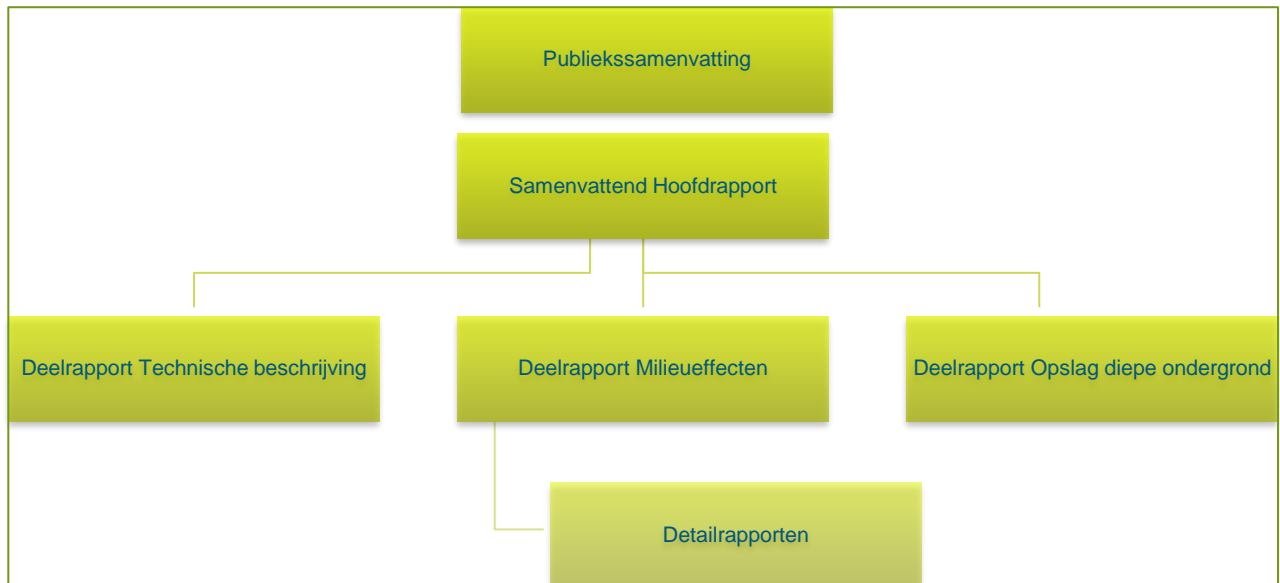 Publiekssamenvatting
Samenvattend Hoofdrapport
Deelrapport Technische beschrijving
Deelrapport Milieueffecten
Deelrapport Opslag diepe ondergrond
Detailrapporten